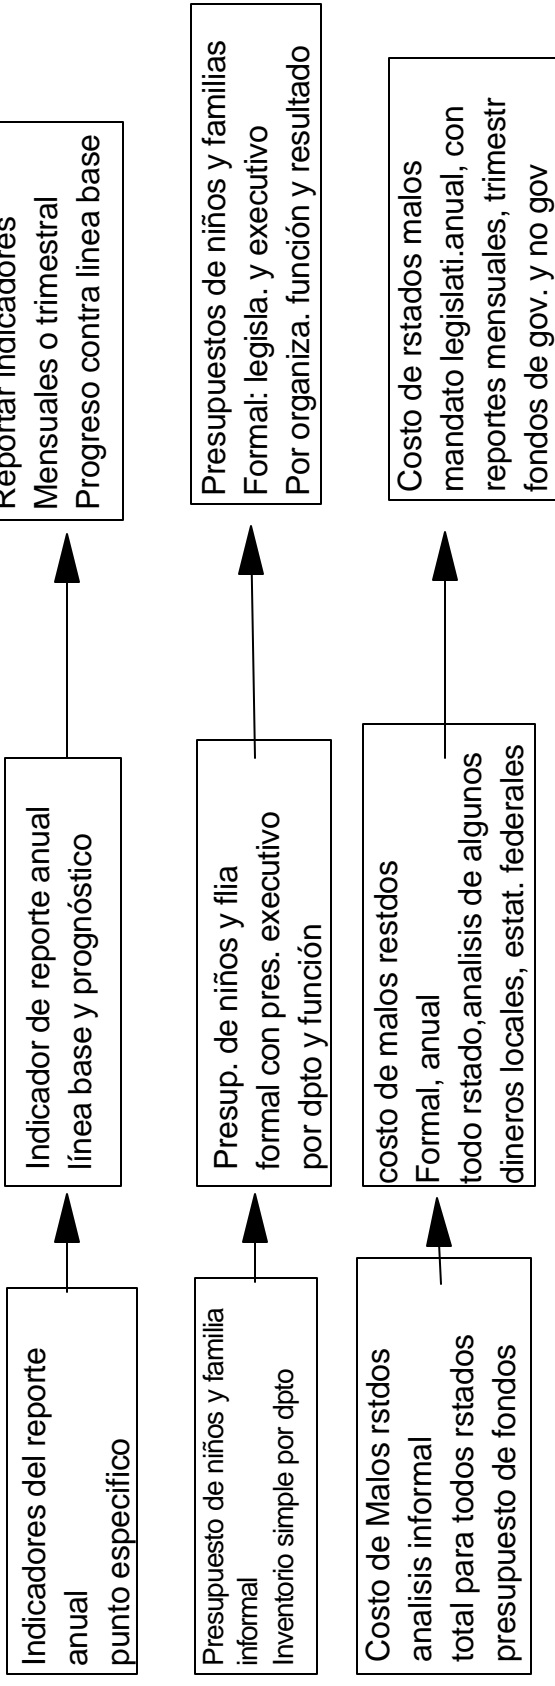 Indicadores del reporte
anual
punto especifico
Indicador de reporte anual
línea base y prognóstico
Reportar indicadores
Mensuales o trimestral
Progreso contra linea base
Presupuesto de niños y familia
informal
Inventorio simple por dpto
Presup. de niños y flia
formal con pres. executivo
por dpto y función
Presupuestos de niños y familias
Formal: legisla. y executivo
Por organiza. función y resultado
Costo de Malos rstdos
analisis informal
total para todos rstados
presupuesto de fondos
costo de malos restdos
Formal, anual
todo rstado,analisis de algunos
dineros locales, estat. federales
Costo de rstados malos
mandato legislati.anual, con
reportes mensuales, trimestr
fondos de gov. y no gov